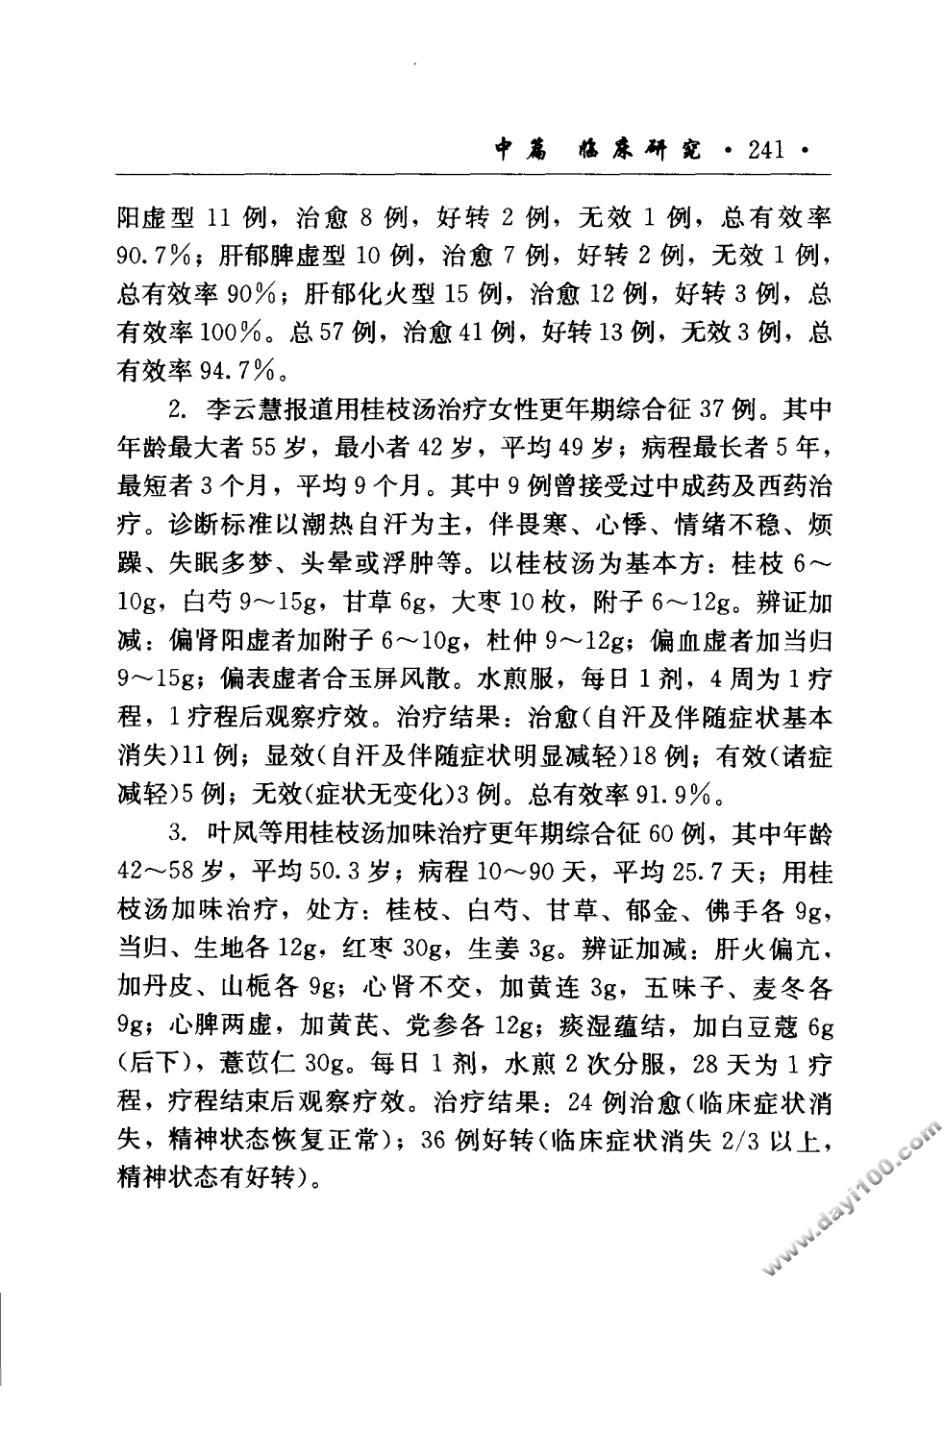 中篇 临床研究 · 241 ·
阳虚型 11 例，治愈 8 例，好转 2 例，无效 1 例，总有效率
90.7%；肝郁脾虚型 10 例，治愈 7 例，好转 2 例，无效 1 例，
总有效率 90%；肝郁化火型 15 例，治愈 12 例，好转 3 例，总
有效率 100%。总 57 例，治愈 41 例，好转 13 例，无效 3 例，总
有效率 94.7%。
2. 李云慧报道用桂枝汤治疗女性更年期综合征 37 例。其中
年龄最大者 55 岁，最小者 42 岁，平均 49 岁；病程最长者 5 年，
最短者 3 个月，平均 9 个月。其中 9 例曾接受过中成药及西药治
疗。诊断标准以潮热自汗为主，伴畏寒、心悸、情绪不稳、烦
躁、失眠多梦、头晕或浮肿等。以桂枝汤为基本方：桂枝 6～
10g，白芍 9～15g，甘草 6g，大枣 10 枚，附子 6～12g。辨证加
减：偏肾阳虚者加附子 6～10g，杜仲 9～12g；偏血虚者加当归
9～15g；偏表虚者合玉屏风散。水煎服，每日 1 剂，4 周为 1 疗
程，1 疗程后观察疗效。治疗结果：治愈（自汗及伴随症状基本
消失）11 例；显效（自汗及伴随症状明显减轻）18 例；有效（诸症
减轻）5 例；无效（症状无变化）3 例。总有效率 91.9%。
3. 叶凤等用桂枝汤加味治疗更年期综合征 60 例，其中年龄
42～58 岁，平均 50.3 岁；病程 10～90 天，平均 25.7 天；用桂
枝汤加味治疗，处方：桂枝、白芍、甘草、郁金、佛手各 9g，
当归、生地各 12g，红枣 30g，生姜 3g。辨证加减：肝火偏亢，
加丹皮、山栀各 9g；心肾不交，加黄连 3g，五味子、麦冬各
9g；心脾两虚，加黄芪、党参各 12g；痰湿蕴结，加白豆蔻 6g
（后下），薏苡仁 30g。每日 1 剂，水煎 2 次分服，28 天为 1 疗
程，疗程结束后观察疗效。治疗结果：24 例治愈（临床症状消
失，精神状态恢复正常）；36 例好转（临床症状消失 2/3 以上，
精神状态有好转）。
www.dayi100.com